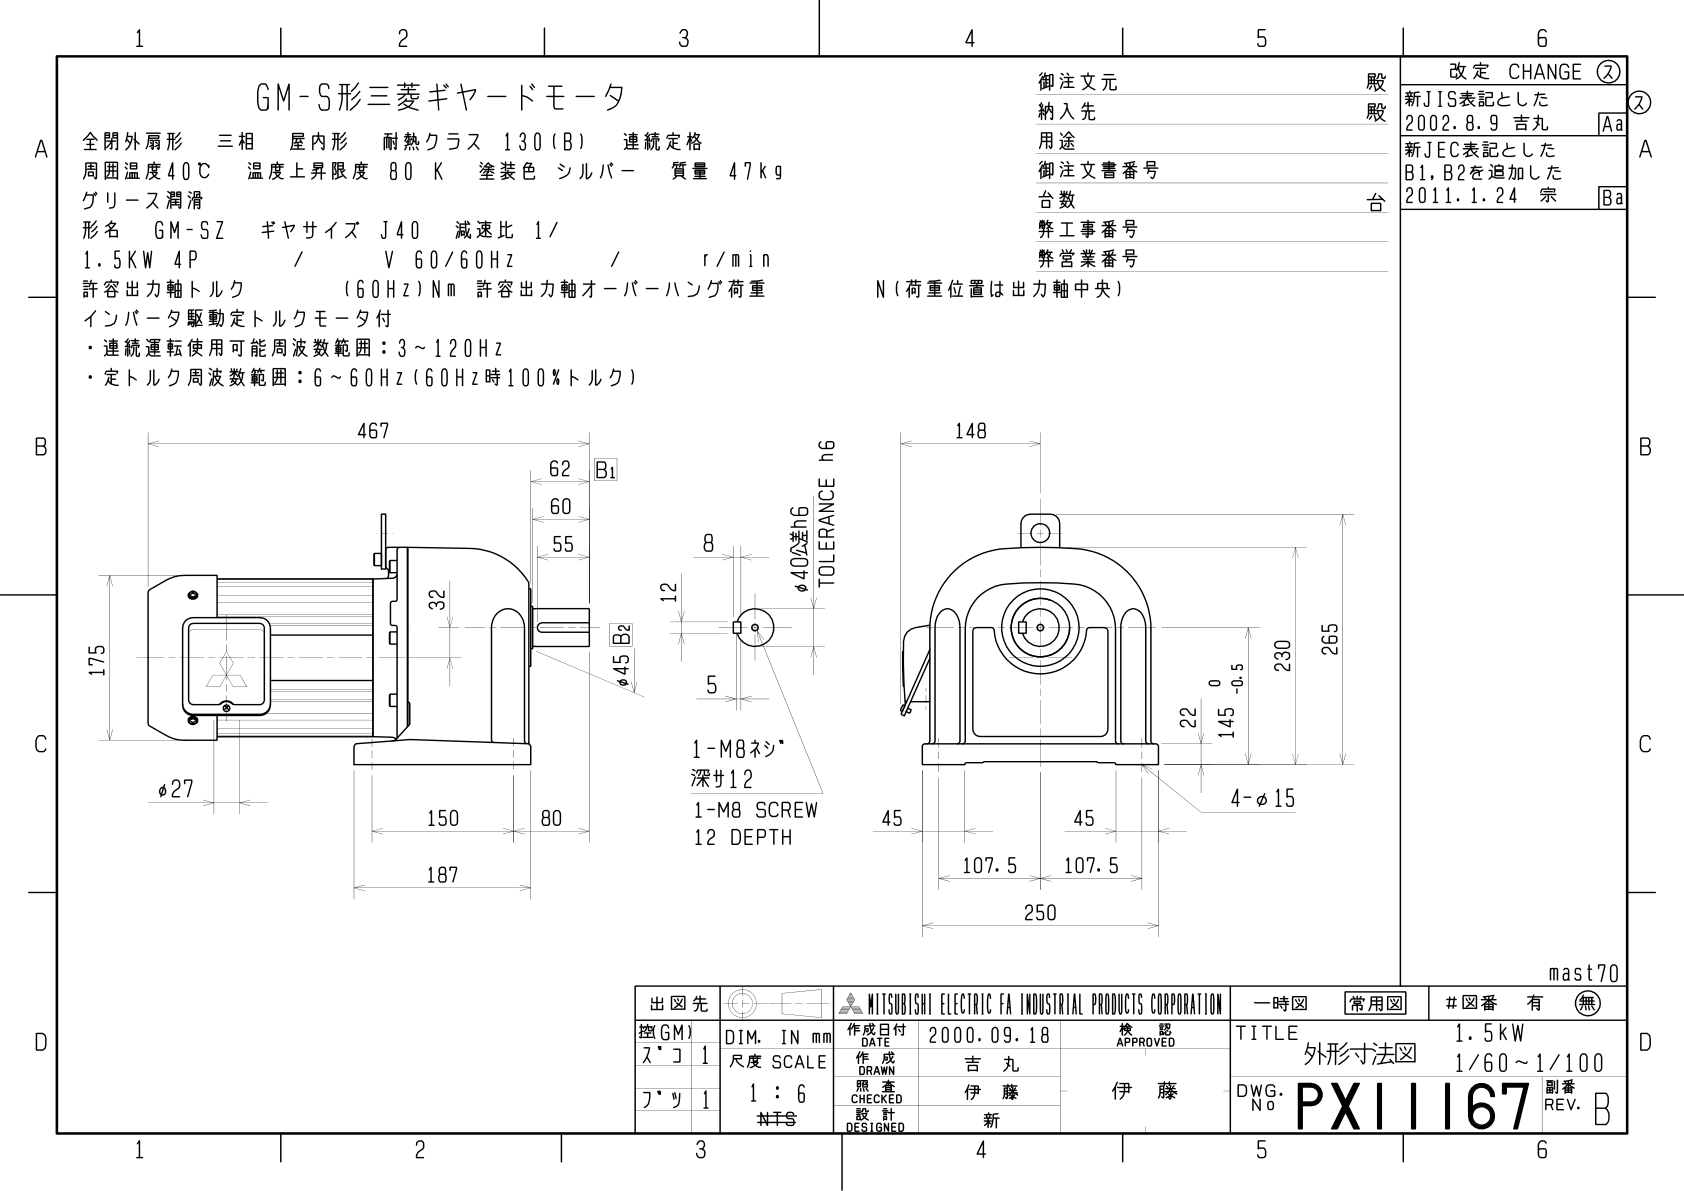 1 2 3 4 5 6
改定 CHANGE ス
新JIS表記とした
2002.8.9 吉丸 Aa
新JEC表記とした
B1,B2を追加した
2011.1.24 宗 Ba
ス
GM-S形三菱ギヤードモータ
全閉外扇形 三相 屋内形 耐熱クラス 130(B) 連続定格
周囲温度40℃ 温度上昇限度 80 K 塗装色 シルバー 質量 47kg
グリース潤滑
形名 GM-SZ ギヤサイズ J40 減速比 1/
1.5KW 4P / V 60/60Hz / r/min
許容出力軸トルク (60Hz)Nm 許容出力軸オーバーハング荷重 N(荷重位置は出力軸中央)
インバータ駆動定トルクモータ付
・連続運転使用可能周波数範囲：3～120Hz
・定トルク周波数範囲：6～60Hz(60Hz時100%トルク)
御注文元 殿
納入先 殿
用途
御注文書番号
台数 台
弊工事番号
弊営業番号
A A
B B
C C
D D
467
62 B1
60
55
32
175
φ45 B2
φ27
150 80
187
8
12
5
φ40公差h6
TOLERANCE h6
1-M8ネジ
深サ12
1-M8 SCREW
12 DEPTH
148
265
230
0
145 -0.5
22
4-φ15
45 45
107.5 107.5
250
mast70
出図先
控(GM)
ズコ 1
ブツ 1
DIM. IN mm
尺度 SCALE
1 : 6
NTS
MITSUBISHI ELECTRIC FA INDUSTRIAL PRODUCTS CORPORATION
作成日付
DATE
2000.09.18
検 認
APPROVED
作 成
DRAWN
吉 丸
照 査
CHECKED
伊 藤
伊 藤
設 計
DESIGNED
新
一時図 常用図 #図番 有 無
TITLE
外形寸法図
1.5kW
1/60～1/100
DWG.
No
PX11167
副番
REV.
B
1 2 3 4 5 6